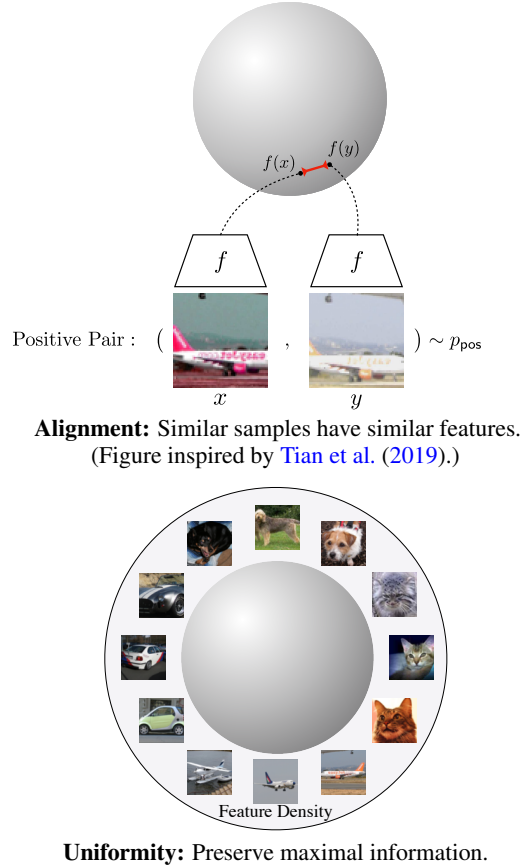 f(x) f(y)
f f
Positive Pair : ( , ) ∼ p_pos
x y
Alignment: Similar samples have similar features.
(Figure inspired by Tian et al. (2019).)
Feature Density
Uniformity: Preserve maximal information.